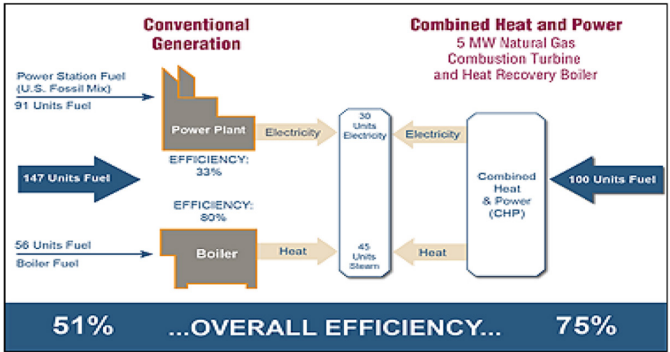 Conventional
Generation
Combined Heat and Power
5 MW Natural Gas
Combustion Turbine
and Heat Recovery Boiler
Power Station Fuel
(U.S. Fossil Mix)
91 Units Fuel
Power Plant
Electricity
30
Units
Electricity
Electricity
EFFICIENCY:
33%
147 Units Fuel
Combined
Heat
& Power
(CHP)
100 Units Fuel
EFFICIENCY:
80%
56 Units Fuel
Boiler Fuel
Boiler
Heat
45
Units
Steam
Heat
51% ...OVERALL EFFICIENCY... 75%